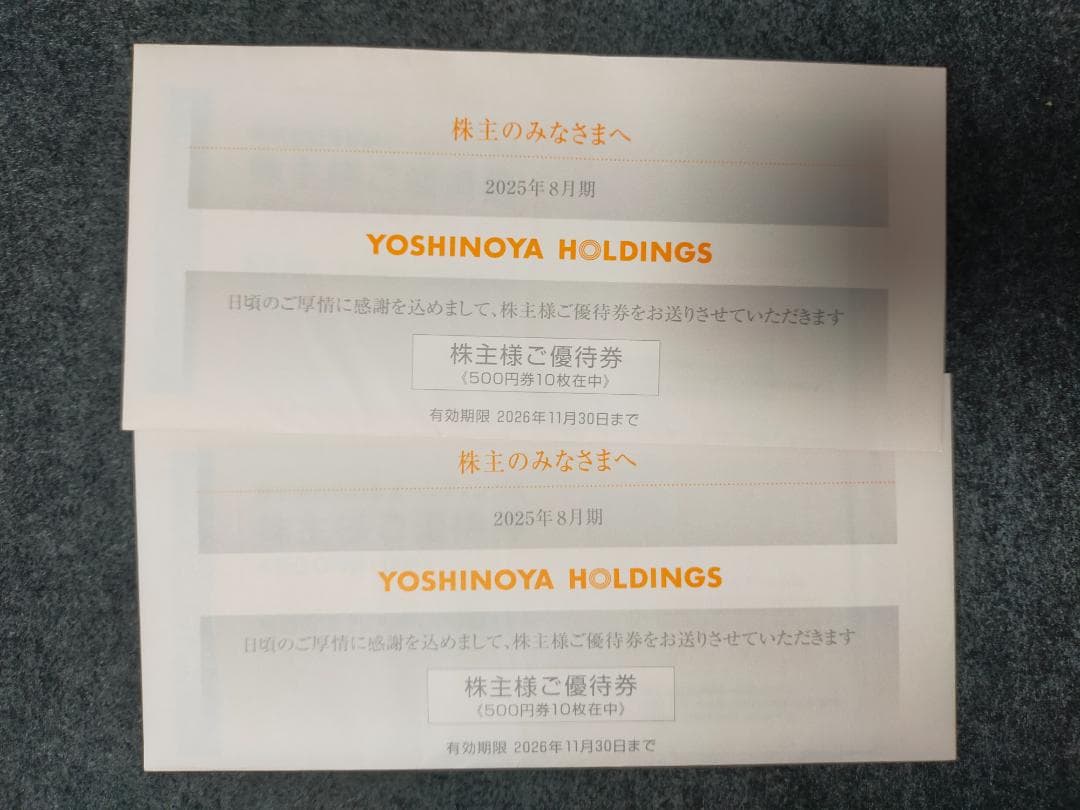 株主のみなさまへ
2025年8月期
YOSHINOYA HOLDINGS
日頃のご厚情に感謝を込めまして、株主様ご優待券をお送りさせていただきます
株主様ご優待券
《500円券10枚在中》
有効期限 2026年11月30日まで
株主のみなさまへ
2025年8月期
YOSHINOYA HOLDINGS
日頃のご厚情に感謝を込めまして、株主様ご優待券をお送りさせていただきます
株主様ご優待券
《500円券10枚在中》
有効期限 2026年11月30日まで